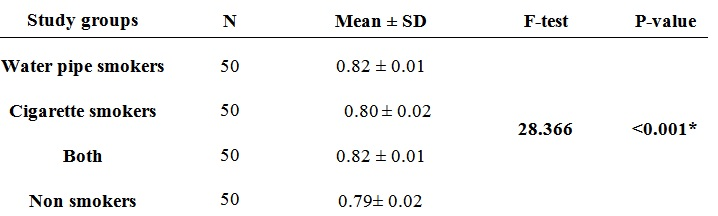 Study groups N Mean ± SD F-test P-value
Water pipe smokers 50 0.82 ± 0.01
Cigarette smokers 50 0.80 ± 0.02
28.366 <0.001*
Both 50 0.82 ± 0.01
Non smokers 50 0.79± 0.02